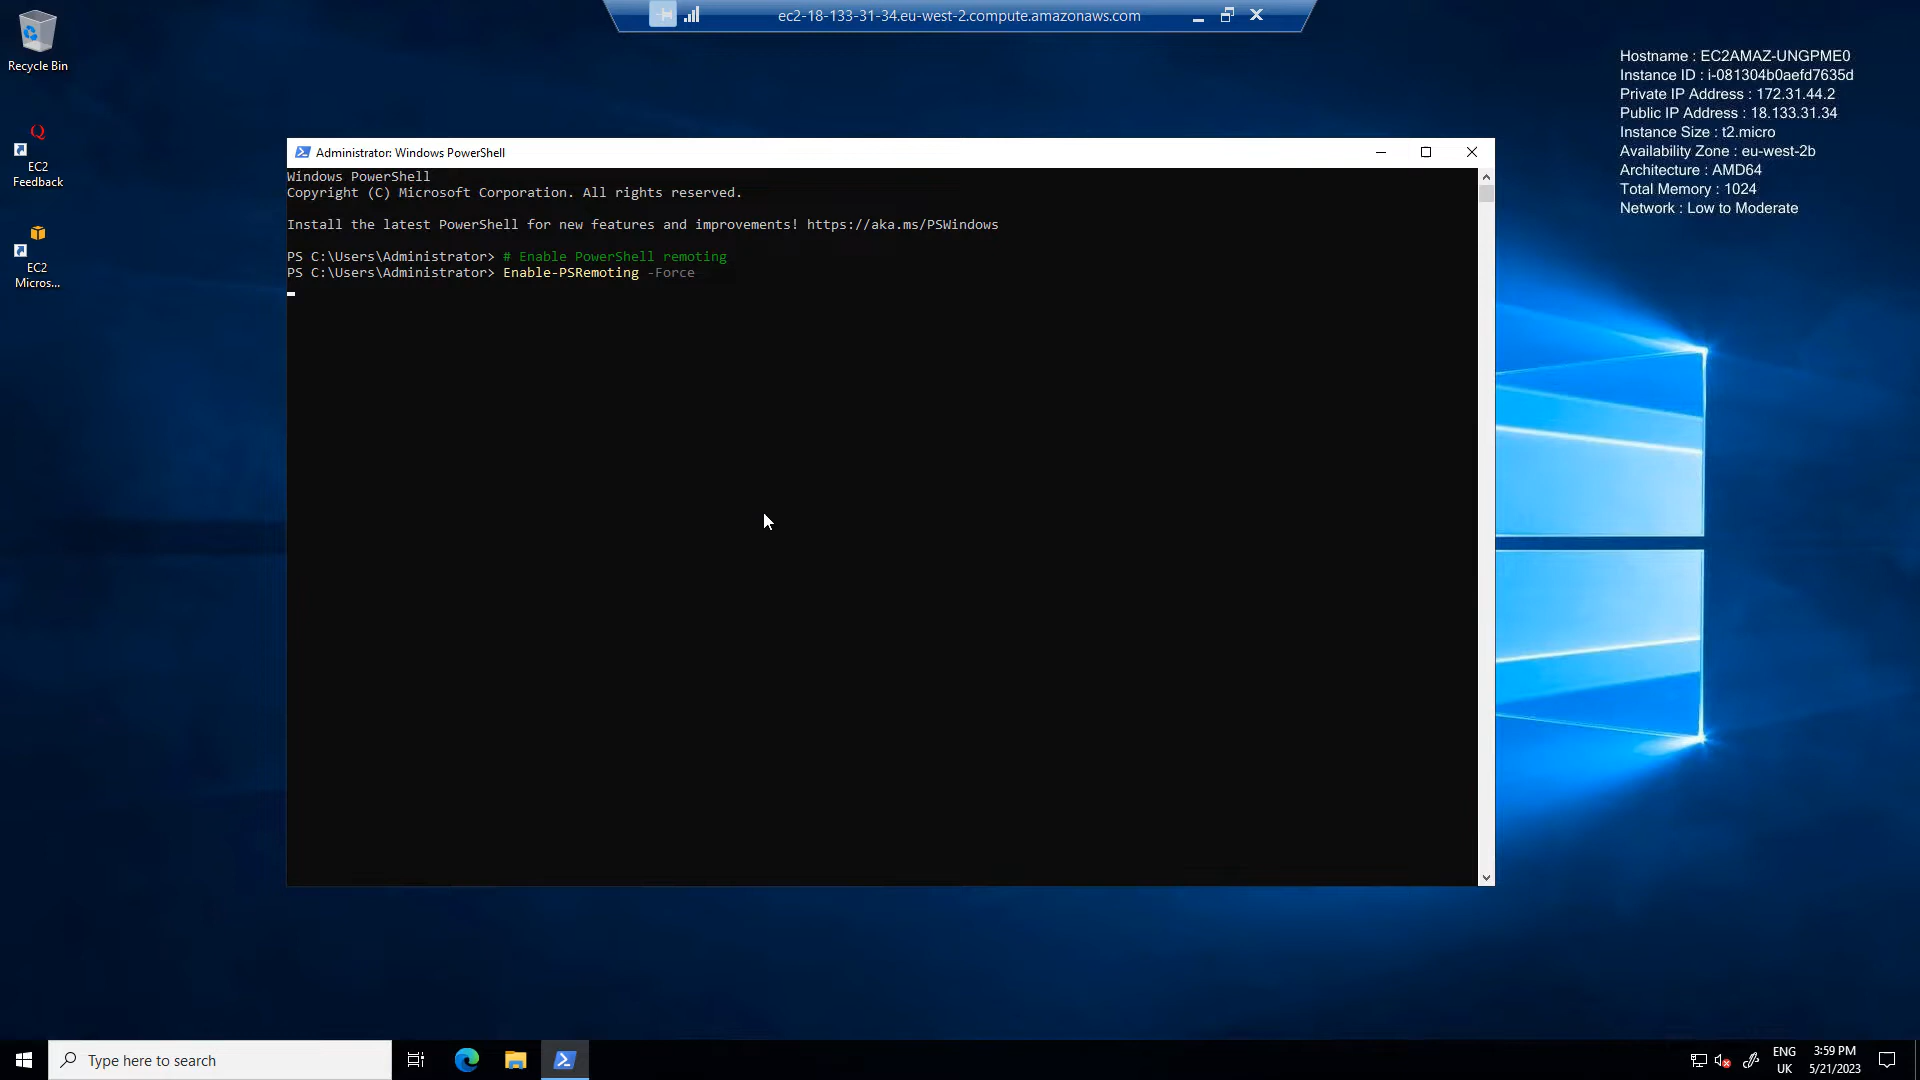 ec2-18-133-31-34.eu-west-2.compute.amazonaws.com
Recycle Bin
EC2
Feedback
EC2
Micros...
Hostname : EC2AMAZ-UNGPME0
Instance ID : i-081304b0aefd7635d
Private IP Address : 172.31.44.2
Public IP Address : 18.133.31.34
Instance Size : t2.micro
Availability Zone : eu-west-2b
Architecture : AMD64
Total Memory : 1024
Network : Low to Moderate
Administrator: Windows PowerShell
Windows PowerShell
Copyright (C) Microsoft Corporation. All rights reserved.
Install the latest PowerShell for new features and improvements! https://aka.ms/PSWindows
PS C:\Users\Administrator> # Enable PowerShell remoting
PS C:\Users\Administrator> Enable-PSRemoting -Force
Type here to search
ENG
UK
3:59 PM
5/21/2023